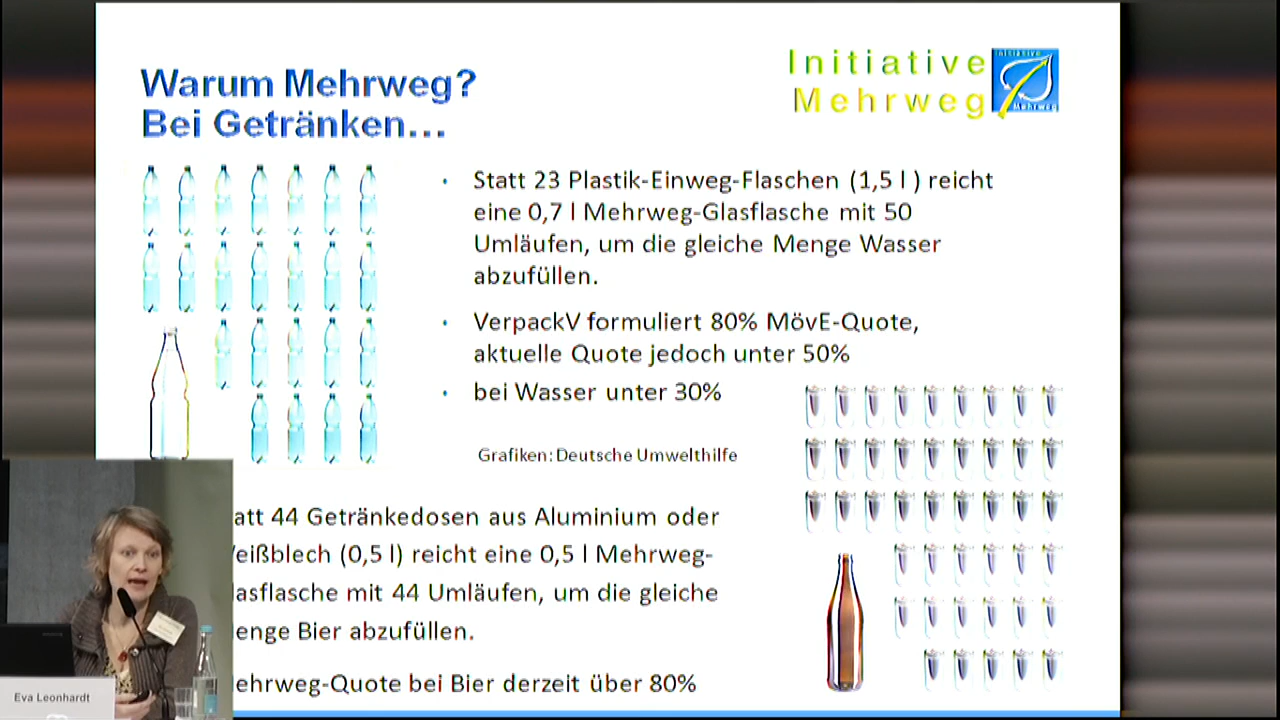 Warum Mehrweg?
Bei Getränken...
Initiative
Mehrweg
Initiative
Mehrweg
• Statt 23 Plastik-Einweg-Flaschen (1,5 l ) reicht
eine 0,7 l Mehrweg-Glasflasche mit 50
Umläufen, um die gleiche Menge Wasser
abzufüllen.
• VerpackV formuliert 80% MövE-Quote,
aktuelle Quote jedoch unter 50%
• bei Wasser unter 30%
Grafiken: Deutsche Umwelthilfe
att 44 Getränkedosen aus Aluminium oder
eißblech (0,5 l) reicht eine 0,5 l Mehrweg-
asflasche mit 44 Umläufen, um die gleiche
enge Bier abzufüllen.
ehrweg-Quote bei Bier derzeit über 80%
Eva Leonhardt